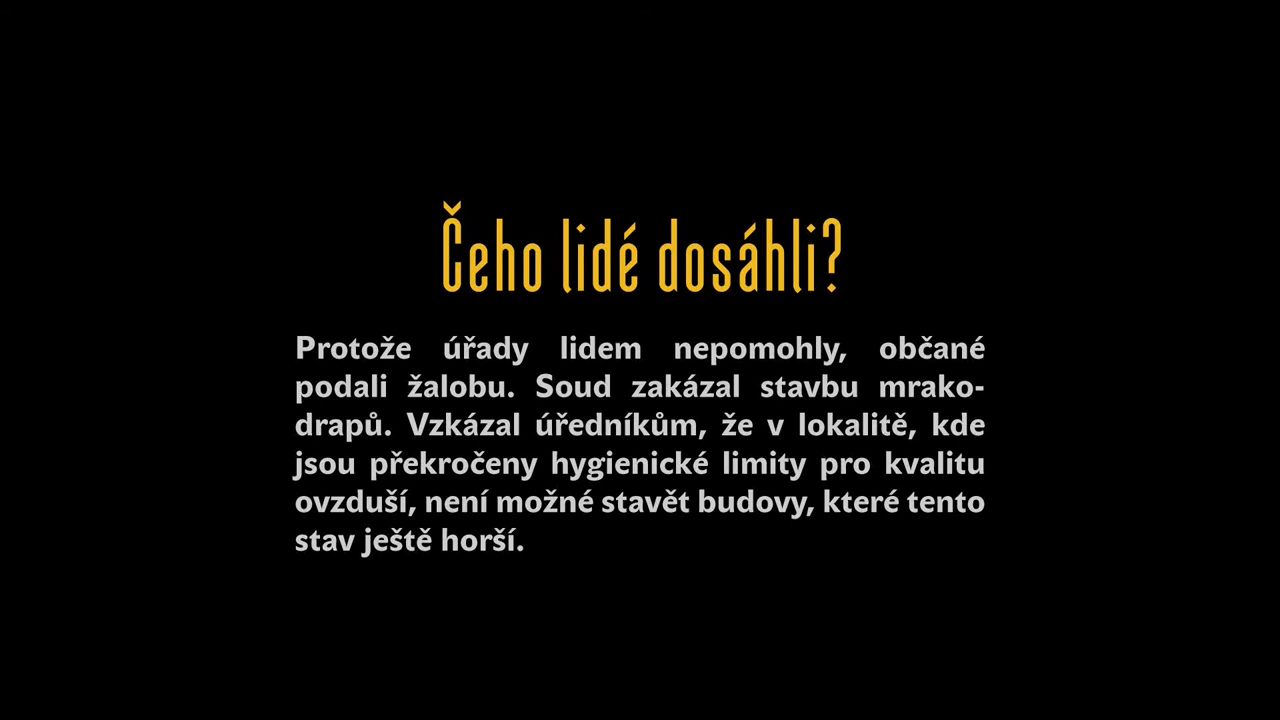 Čeho lidé dosáhli?
Protože úřady lidem nepomohly, občané
podali žalobu. Soud zakázal stavbu mrako-
drapů. Vzkázal úředníkům, že v lokalitě, kde
jsou překročeny hygienické limity pro kvalitu
ovzduší, není možné stavět budovy, které tento
stav ještě horší.